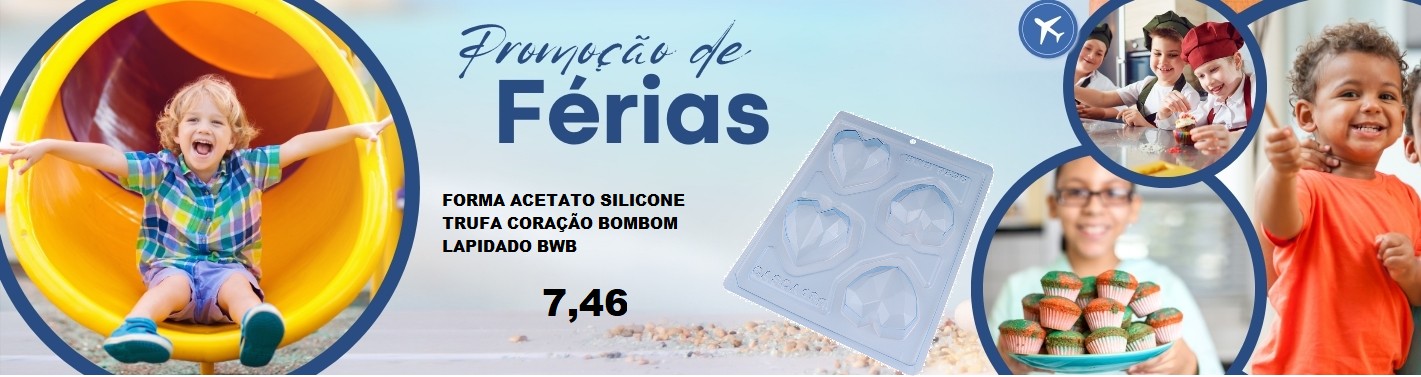 Promoção de
Férias
FORMA ACETATO SILICONE
TRUFA CORAÇÃO BOMBOM
LAPIDADO BWB
7,46